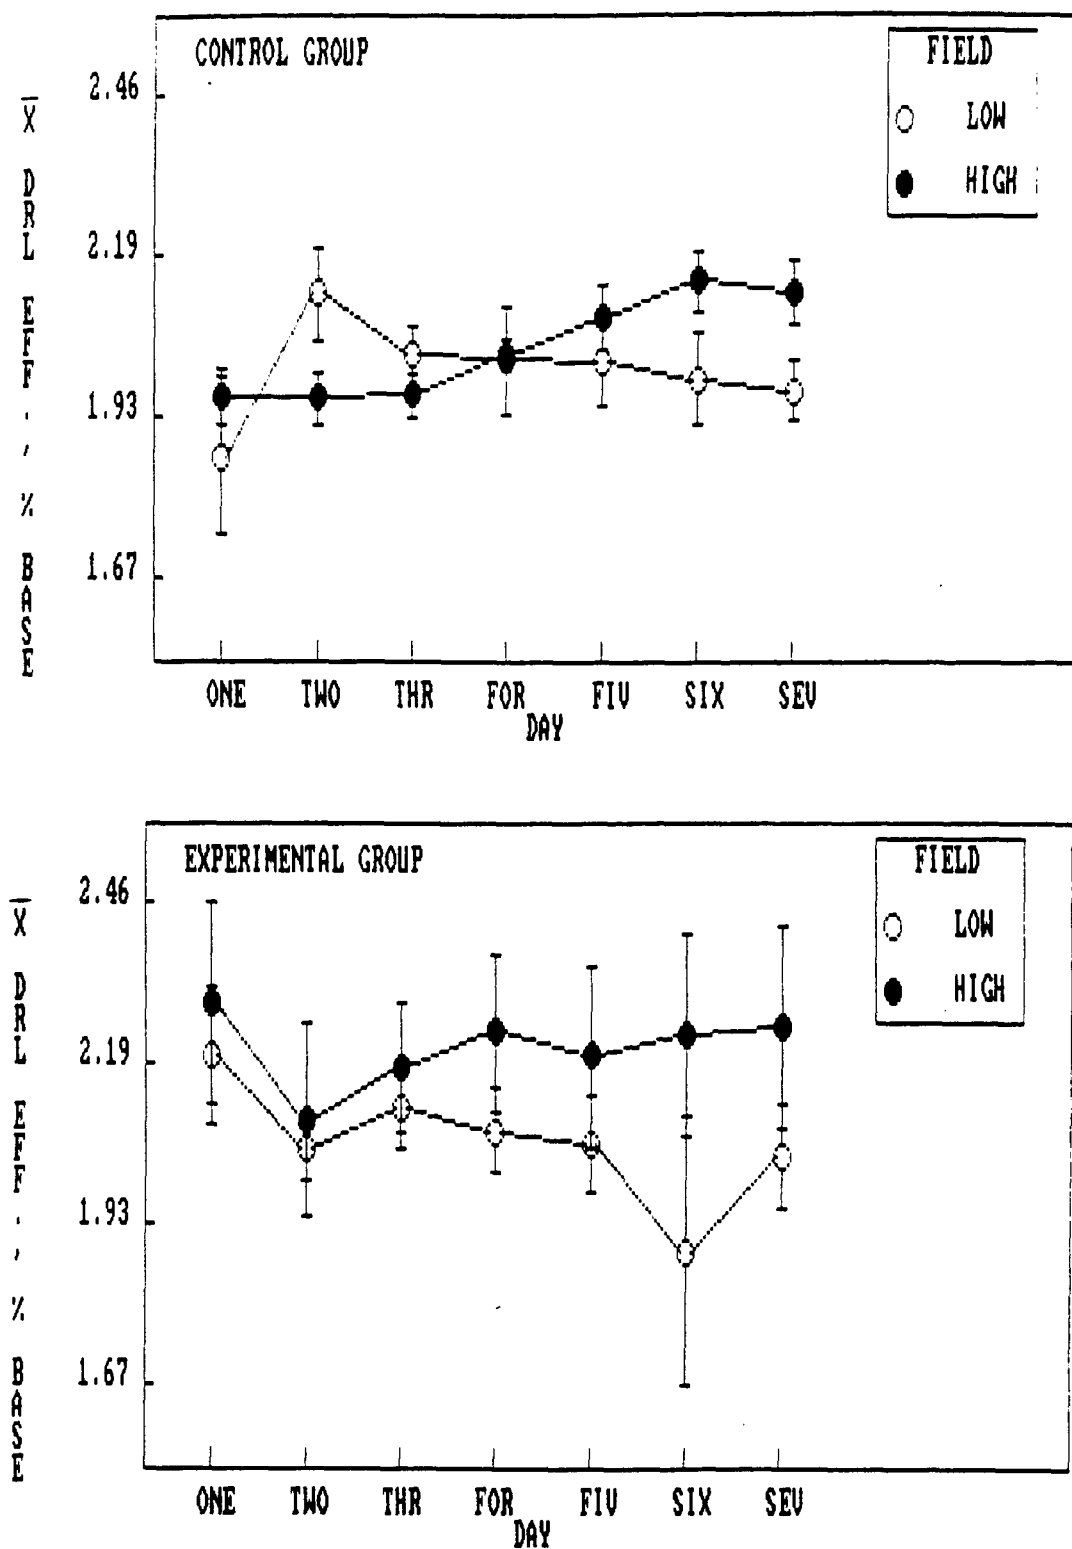 CONTROL GROUP
FIELD
LOW
HIGH
X̅ DRL EFF., % BASE
2.46
2.19
1.93
1.67
ONE TWO THR FOR FIV SIX SEV
DAY
EXPERIMENTAL GROUP
FIELD
LOW
HIGH
X̅ DRL EFF., % BASE
2.46
2.19
1.93
1.67
ONE TWO THR FOR FIV SIX SEV
DAY